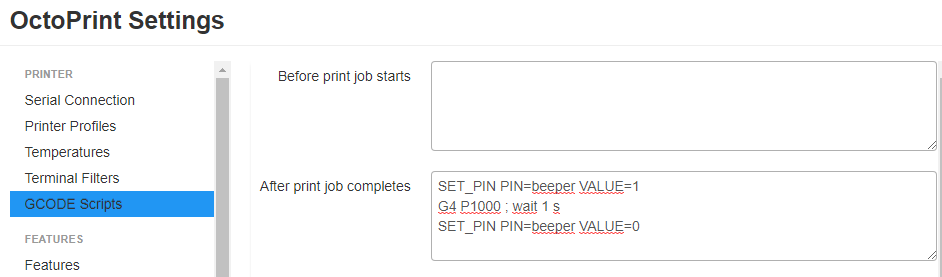 OctoPrint Settings
PRINTER
Serial Connection
Printer Profiles
Temperatures
Terminal Filters
GCODE Scripts
FEATURES
Features
Before print job starts
After print job completes
SET_PIN PIN=beeper VALUE=1
G4 P1000 ; wait 1 s
SET_PIN PIN=beeper VALUE=0